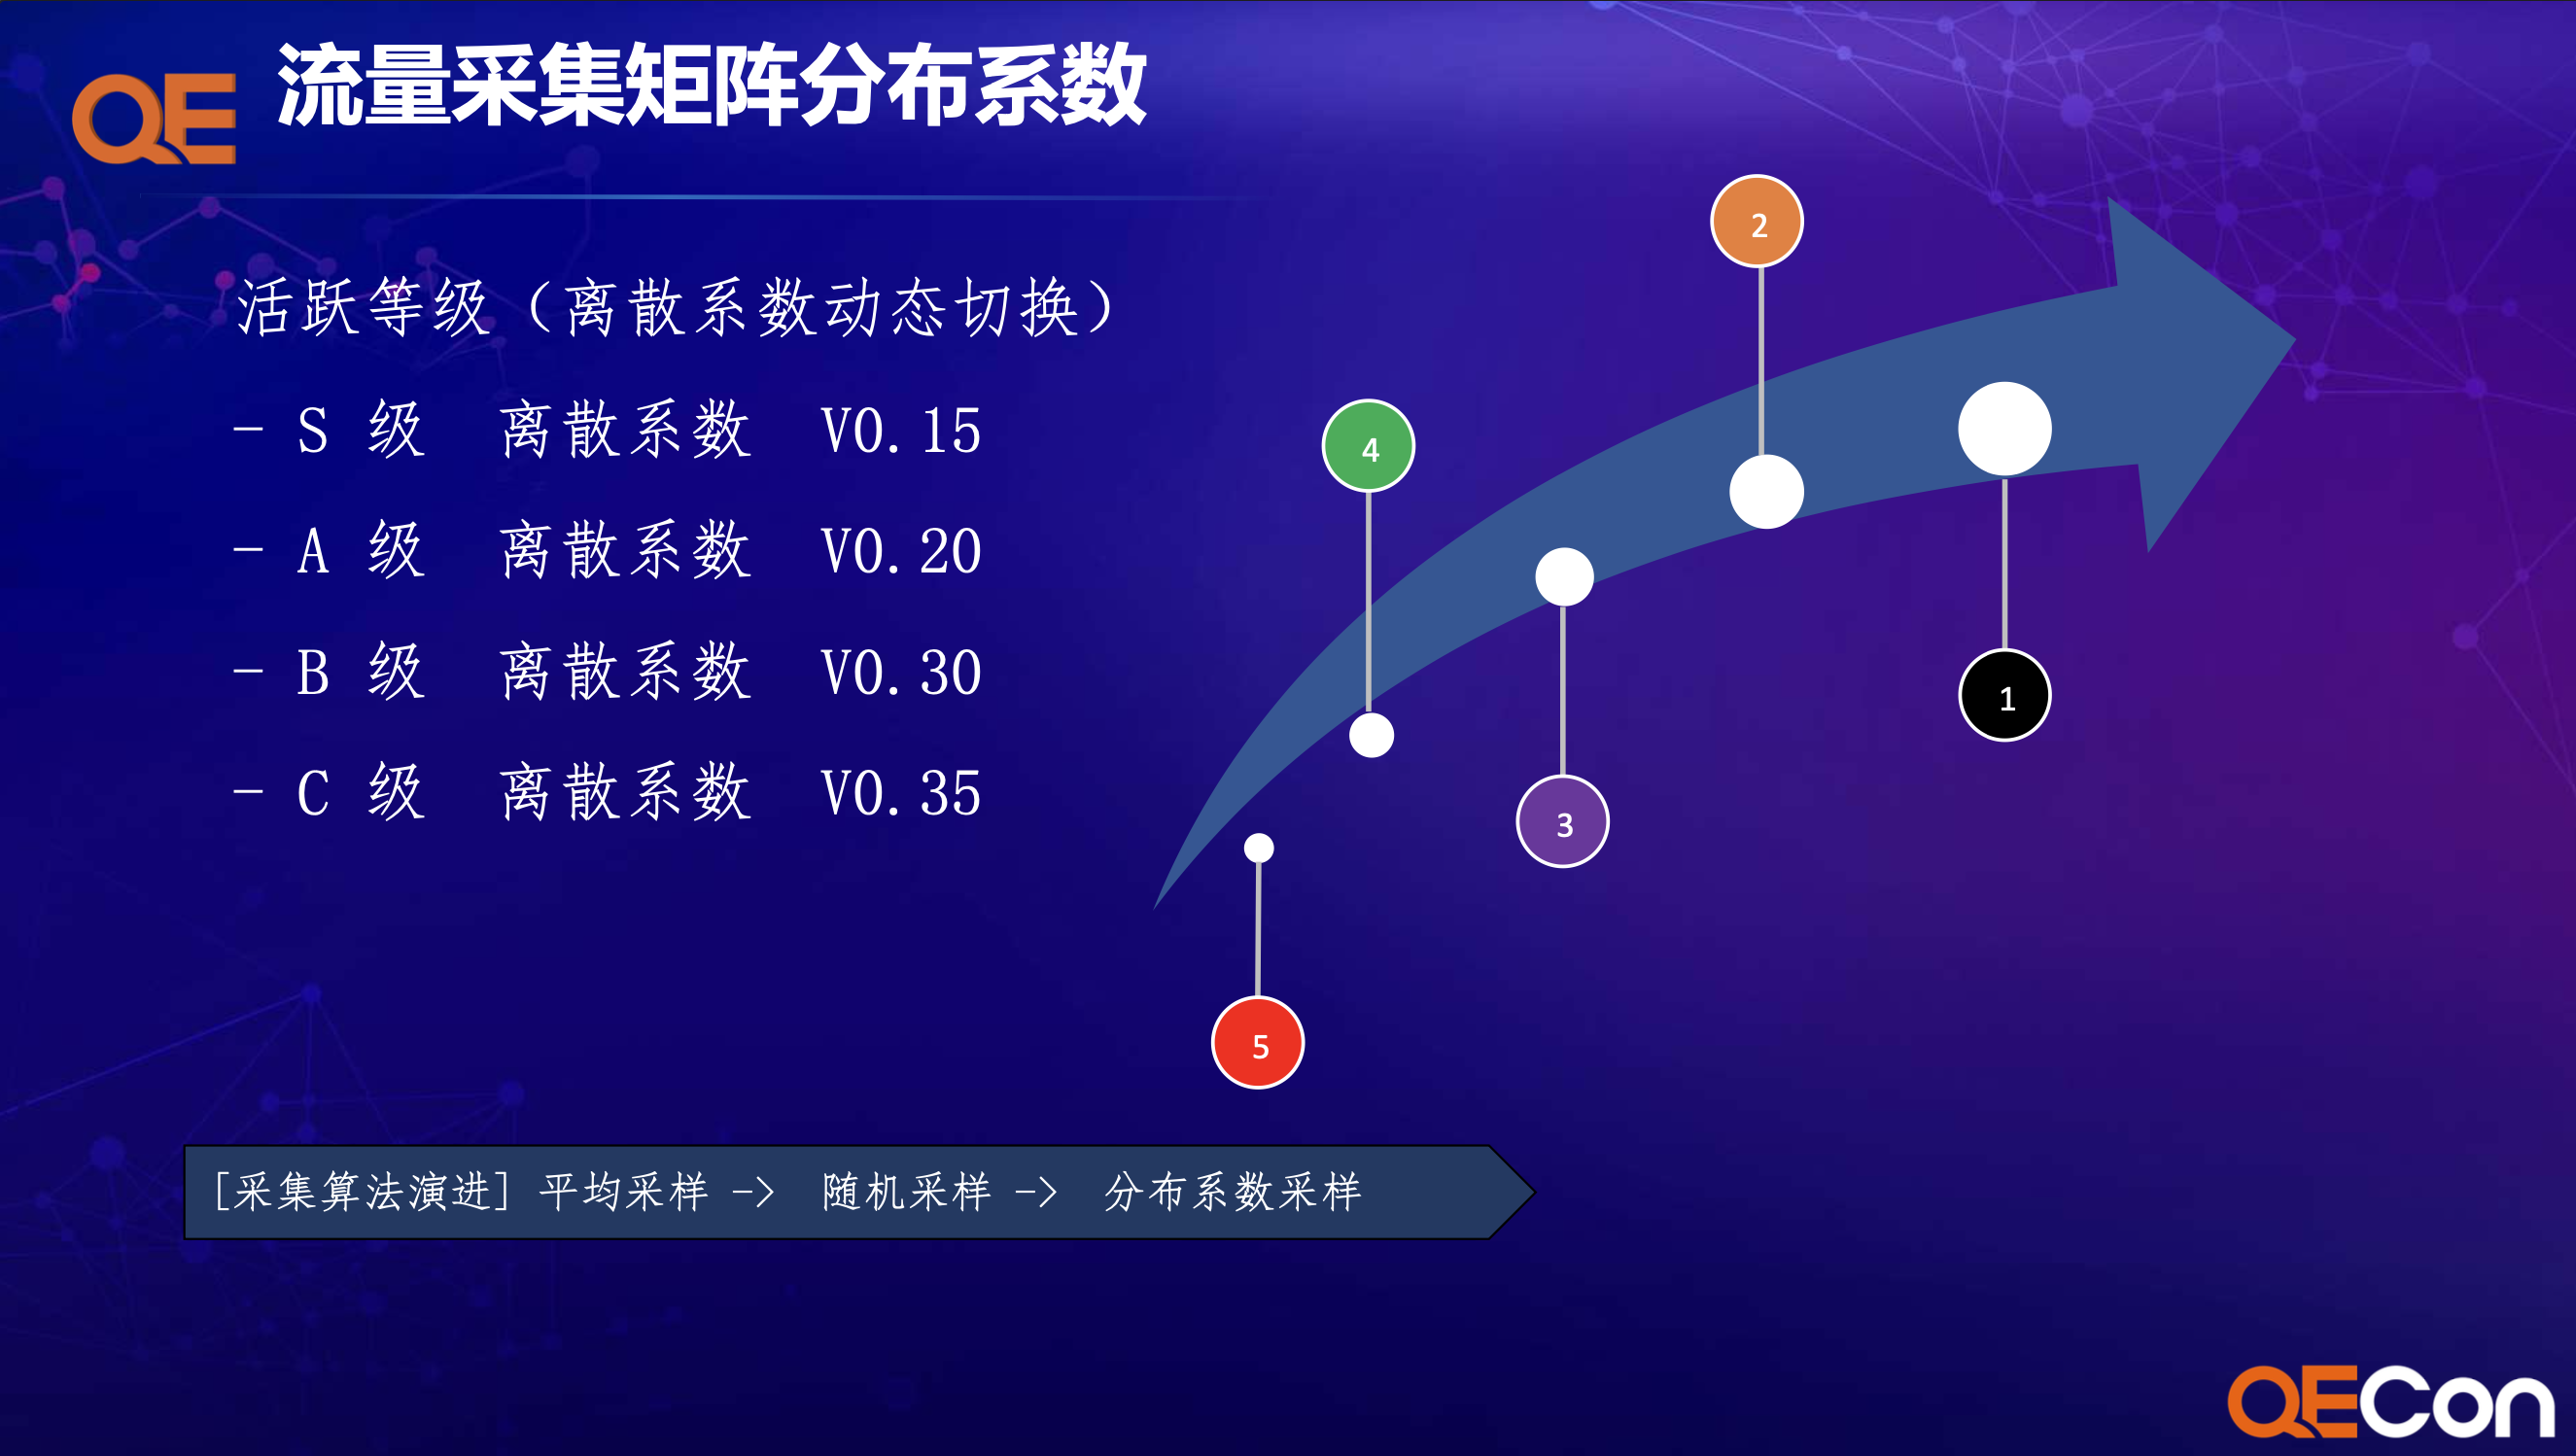 QE 流量采集矩阵分布系数
活跃等级（离散系数动态切换）
- S 级 离散系数 V0.15
- A 级 离散系数 V0.20
- B 级 离散系数 V0.30
- C 级 离散系数 V0.35
2
4
1
3
5
[采集算法演进] 平均采样 -> 随机采样 -> 分布系数采样
QECon